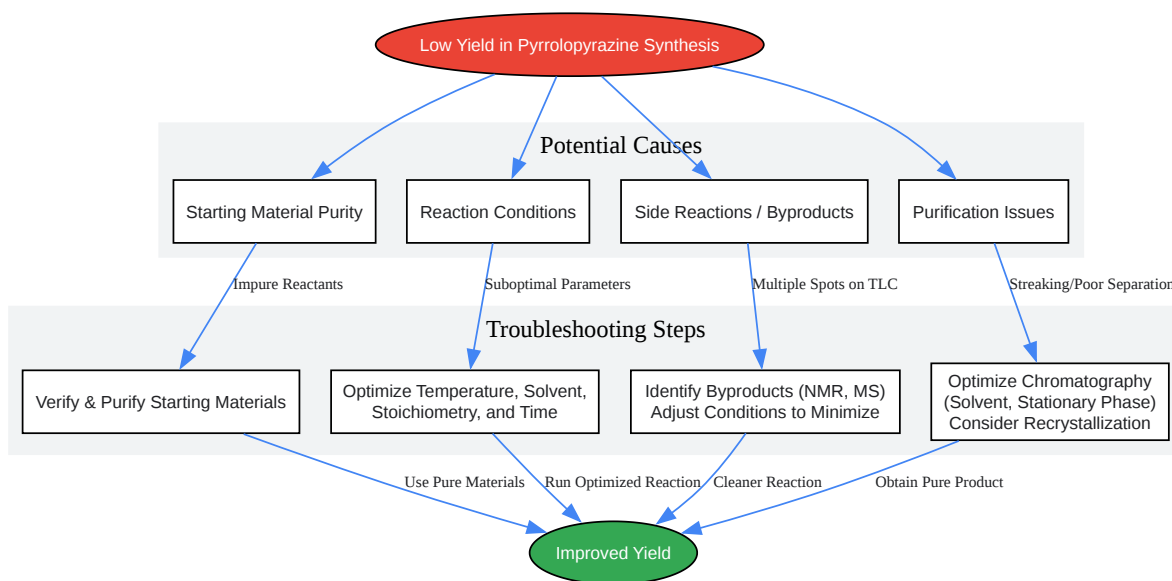 Low Yield in Pyrrolopyrazine Synthesis
Potential Causes
Starting Material Purity
Reaction Conditions
Side Reactions / Byproducts
Purification Issues
Impure Reactants
Suboptimal Parameters
Multiple Spots on TLC
Streaking/Poor Separation
Troubleshooting Steps
Verify & Purify Starting Materials
Optimize Temperature, Solvent,
Stoichiometry, and Time
Identify Byproducts (NMR, MS)
Adjust Conditions to Minimize
Optimize Chromatography
(Solvent, Stationary Phase)
Consider Recrystallization
Use Pure Materials
Run Optimized Reaction
Cleaner Reaction
Obtain Pure Product
Improved Yield